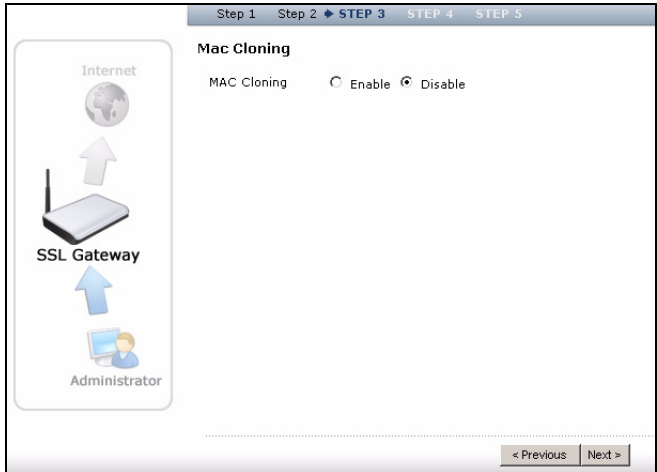 Step 1 Step 2 STEP 3 STEP 4 STEP 5
Mac Cloning
MAC Cloning Enable Disable
Internet
SSL Gateway
Administrator
< Previous Next >